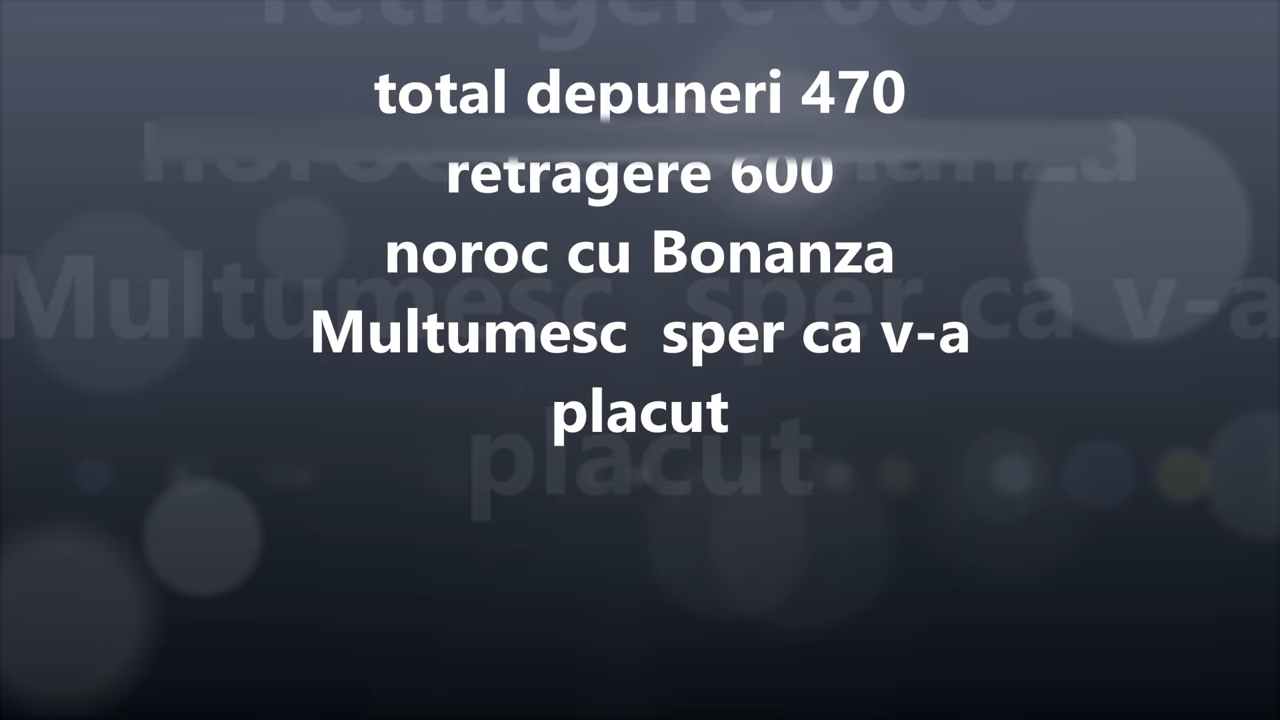 total depuneri 470
retragere 600
noroc cu Bonanza
Multumesc  sper ca v-a
placut